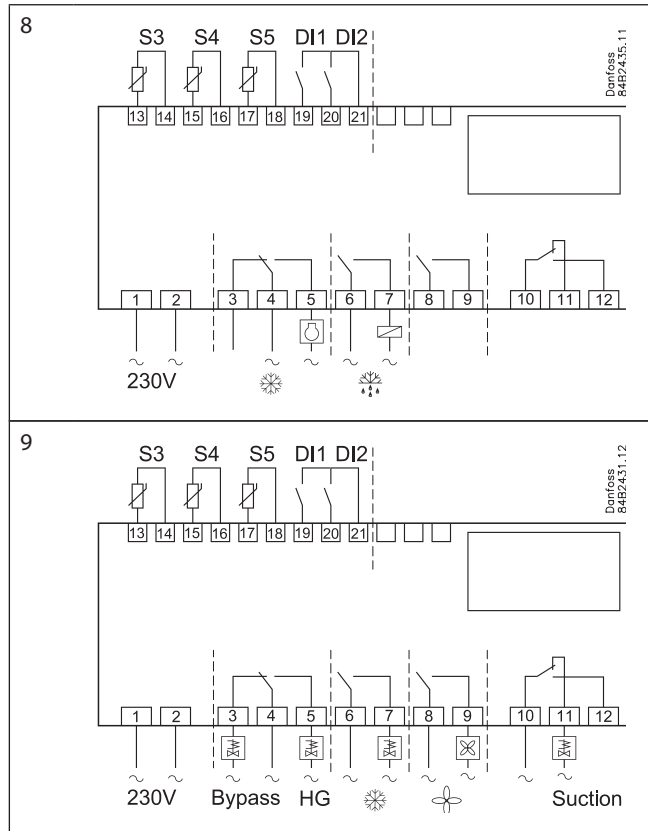 8
S3 S4 S5 DI1 DI2
Danfoss
84B2435.11
13 14 15 16 17 18 19 20 21
1 2 3 4 5 6 7 8 9 10 11 12
230V
9
S3 S4 S5 DI1 DI2
Danfoss
84B2431.12
13 14 15 16 17 18 19 20 21
1 2 3 4 5 6 7 8 9 10 11 12
230V Bypass HG Suction